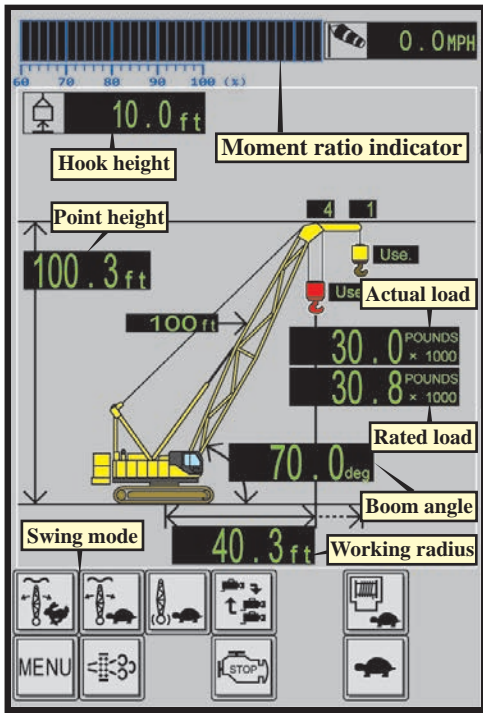 0.0MPH
60 70 80 90 100 (%)
10.0ft
Hook height
Moment ratio indicator
Point height
4 1
100.3ft
Use.
Use
Actual load
100ft
30.0 POUNDS × 1000
30.8 POUNDS × 1000
Rated load
70.0deg
Boom angle
Swing mode
40.3ft
Working radius
MENU
STOP